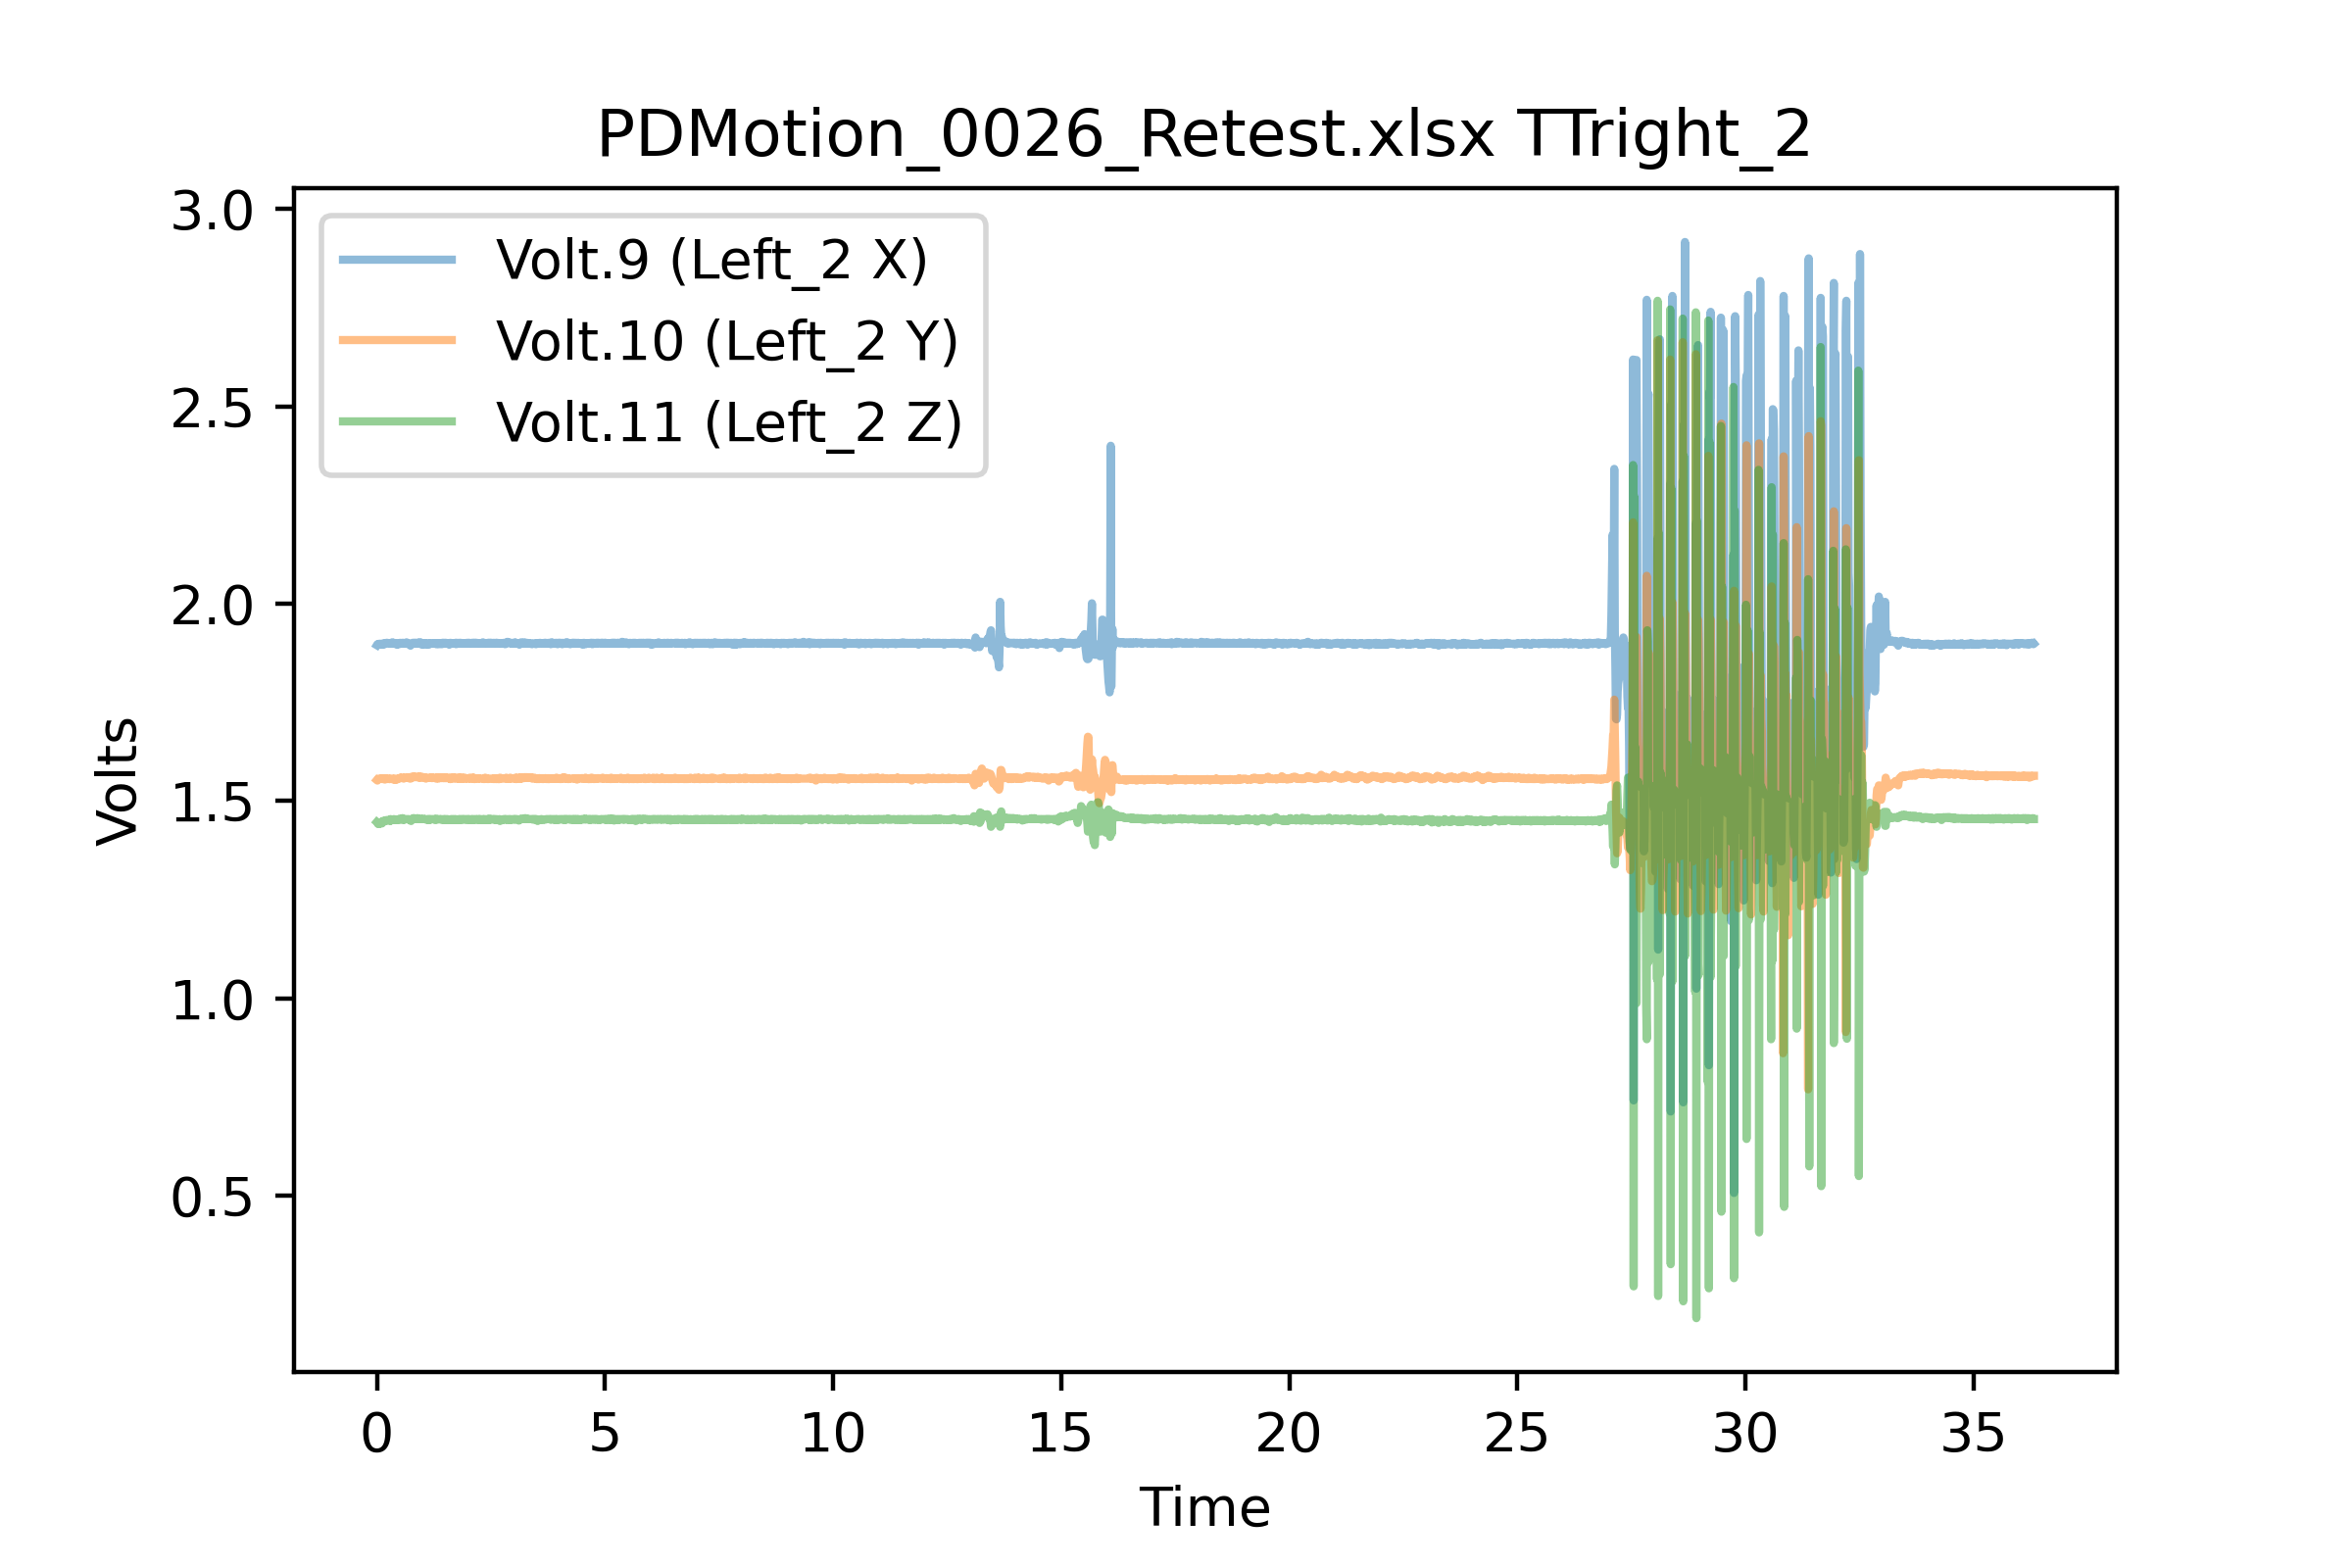 PDMotion_0026_Retest.xlsx TTright_2
3.0
2.5
2.0
1.5
1.0
0.5
Volts
Volt.9 (Left_2 X)
Volt.10 (Left_2 Y)
Volt.11 (Left_2 Z)
0 5 10 15 20 25 30 35
Time